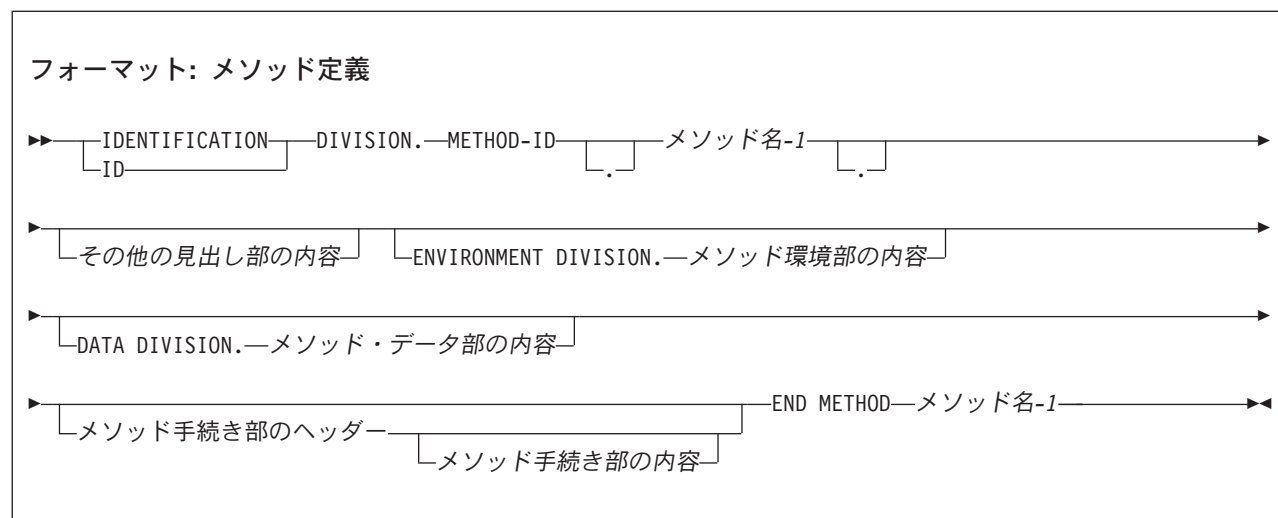 フォーマット: メソッド定義
IDENTIFICATION DIVISION. METHOD-ID . メソッド名-1 .
ID
その他の見出し部の内容 ENVIRONMENT DIVISION. メソッド環境部の内容
DATA DIVISION. メソッド・データ部の内容
END METHOD メソッド名-1
メソッド手続き部のヘッダー
メソッド手続き部の内容